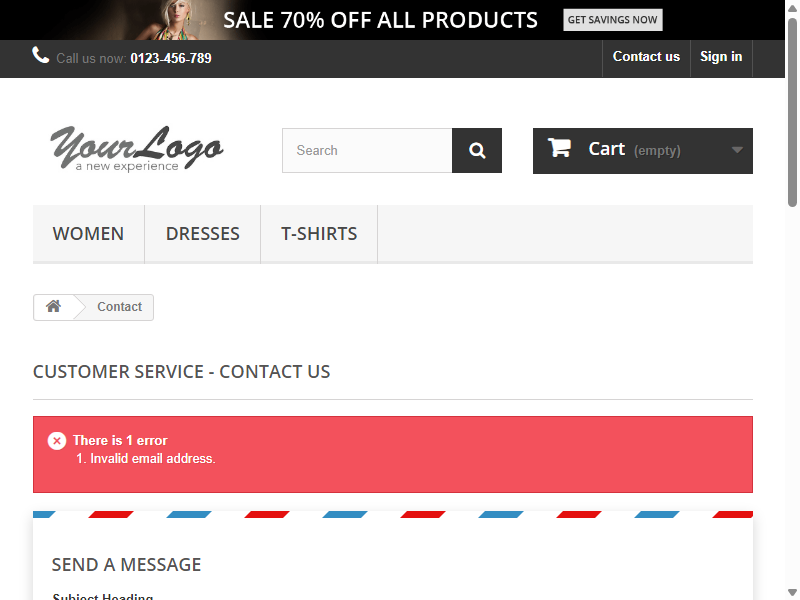 SALE 70% OFF ALL PRODUCTS GET SAVINGS NOW
Call us now: 0123-456-789 Contact us Sign in
YourLogo
a new experience
Search
Cart (empty)
WOMEN DRESSES T-SHIRTS
Contact
CUSTOMER SERVICE - CONTACT US
There is 1 error
1. Invalid email address.
SEND A MESSAGE
Subject Heading